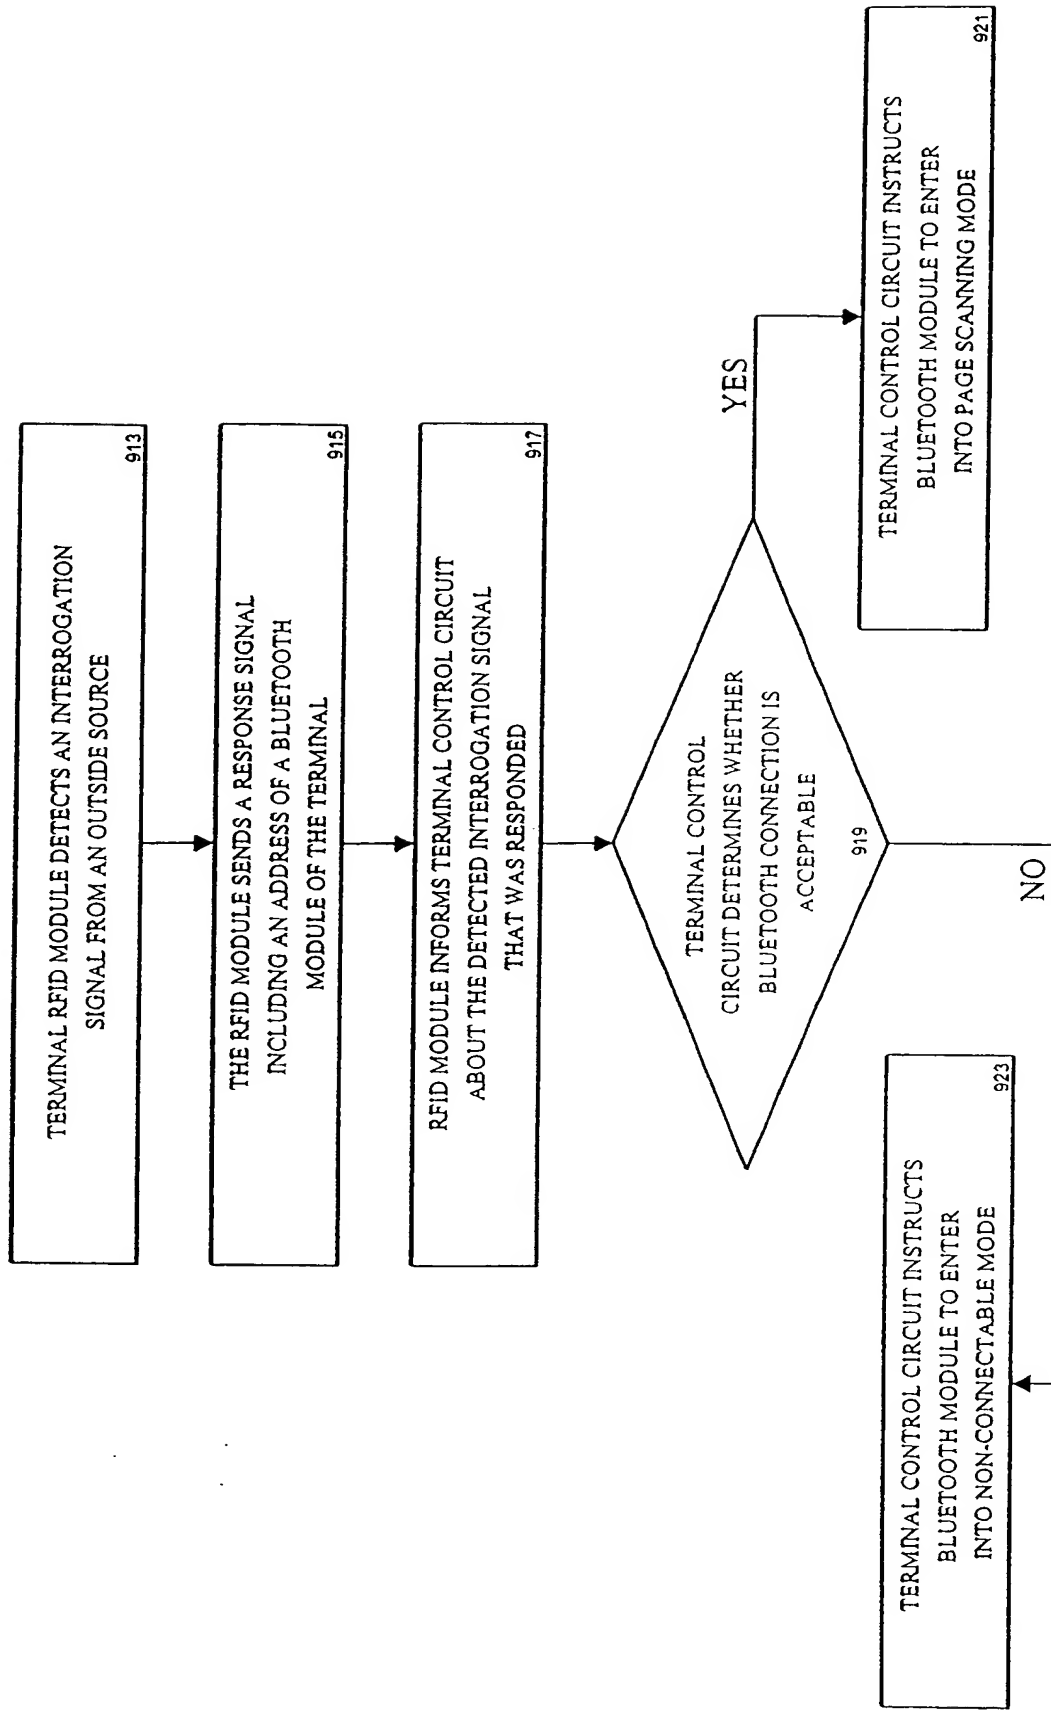 TERMINAL RFID MODULE DETECTS AN INTERROGATION
SIGNAL FROM AN OUTSIDE SOURCE
913
THE RFID MODULE SENDS A RESPONSE SIGNAL
INCLUDING AN ADDRESS OF A BLUETOOTH
MODULE OF THE TERMINAL
915
RFID MODULE INFORMS TERMINAL CONTROL CIRCUIT
ABOUT THE DETECTED INTERROGATION SIGNAL
THAT WAS RESPONDED
917
TERMINAL CONTROL
CIRCUIT DETERMINES WHETHER
BLUETOOTH CONNECTION IS
ACCEPTABLE
919
YES
TERMINAL CONTROL CIRCUIT INSTRUCTS
BLUETOOTH MODULE TO ENTER
INTO PAGE SCANNING MODE
921
NO
TERMINAL CONTROL CIRCUIT INSTRUCTS
BLUETOOTH MODULE TO ENTER
INTO NON-CONNECTABLE MODE
923